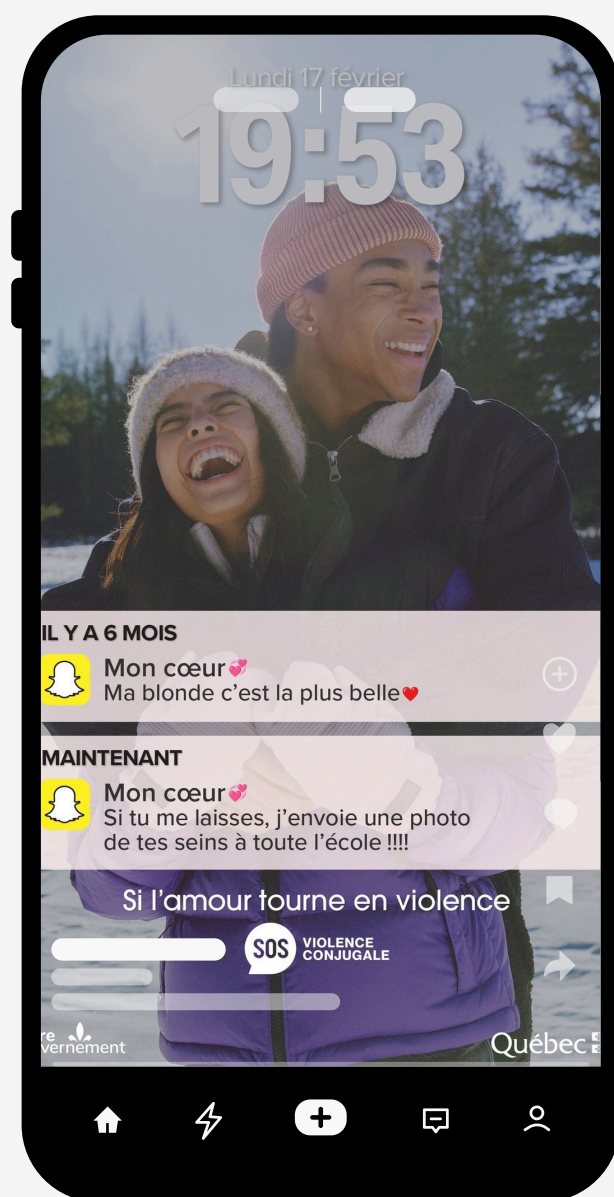 Lundi 17 février
19:53
IL Y A 6 MOIS
Mon cœur💞
Ma blonde c’est la plus belle❤️
MAINTENANT
Mon cœur💞
Si tu me laisses, j’envoie une photo
de tes seins à toute l’école !!!!
Si l’amour tourne en violence
SOS VIOLENCE
CONJUGALE
re
vernement
Québec